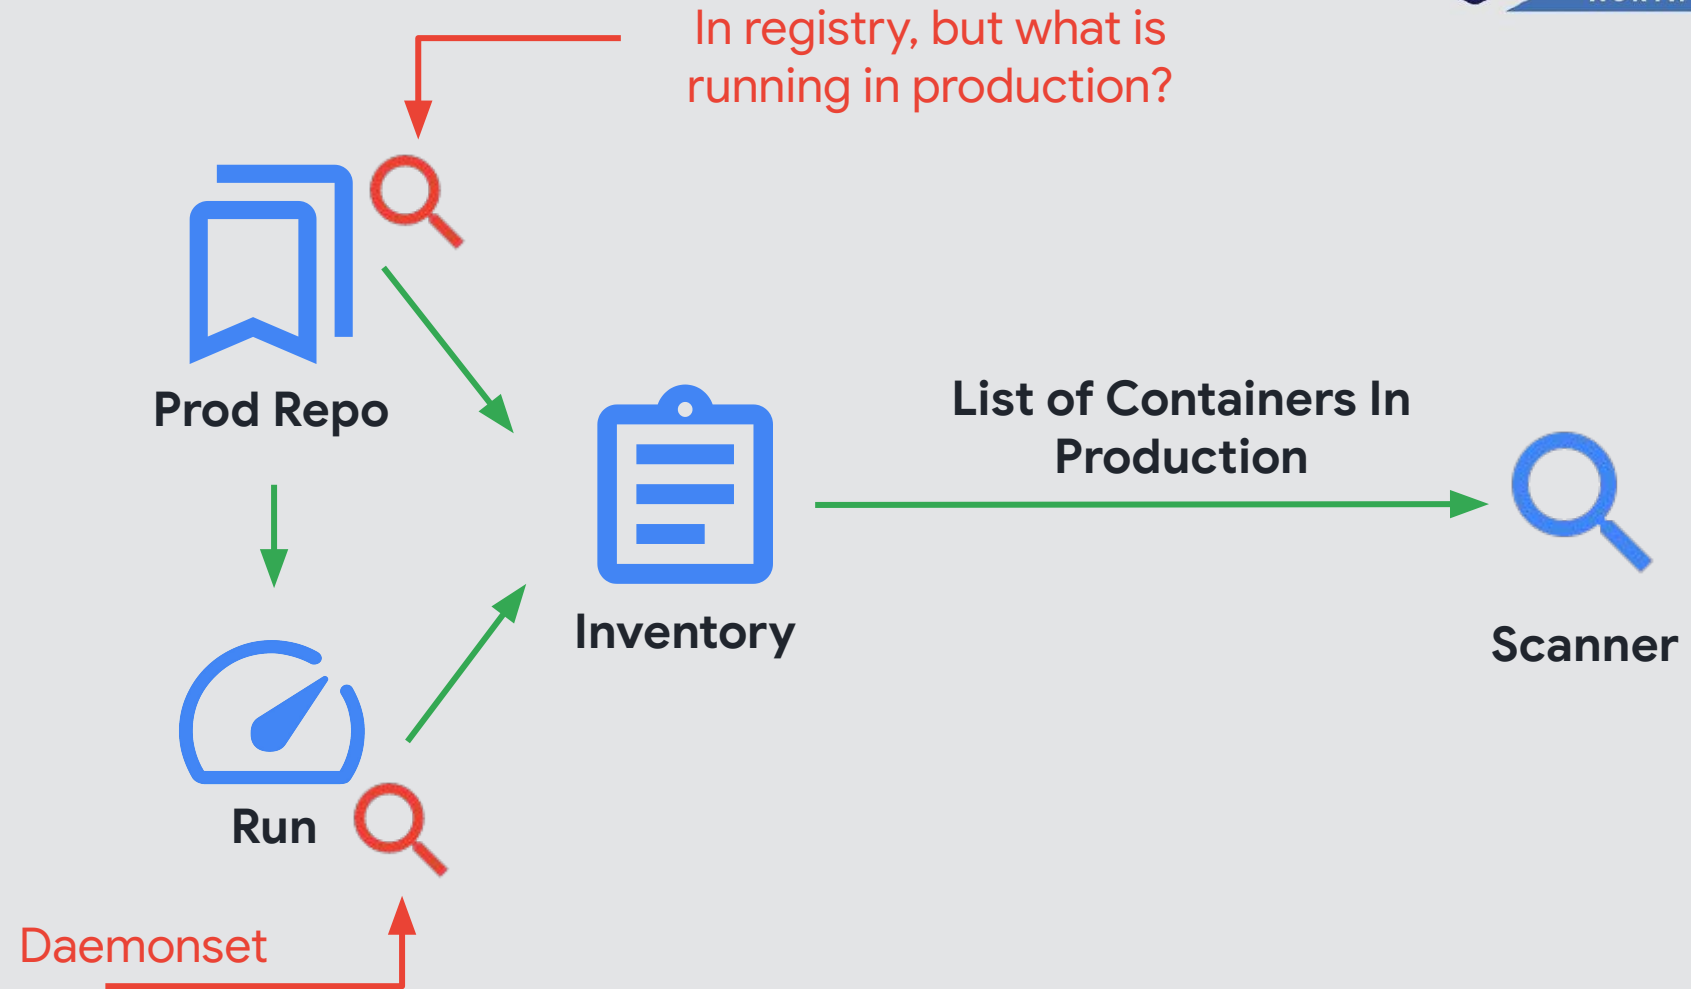 In registry, but what is
running in production?
Prod Repo
List of Containers In
Production
Inventory
Scanner
Run
Daemonset